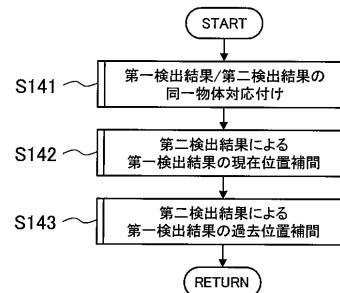 START
S141
第一検出結果/第二検出結果の
同一物体対応付け
S142
第二検出結果による
第一検出結果の現在位置補間
S143
第二検出結果による
第一検出結果の過去位置補間
RETURN